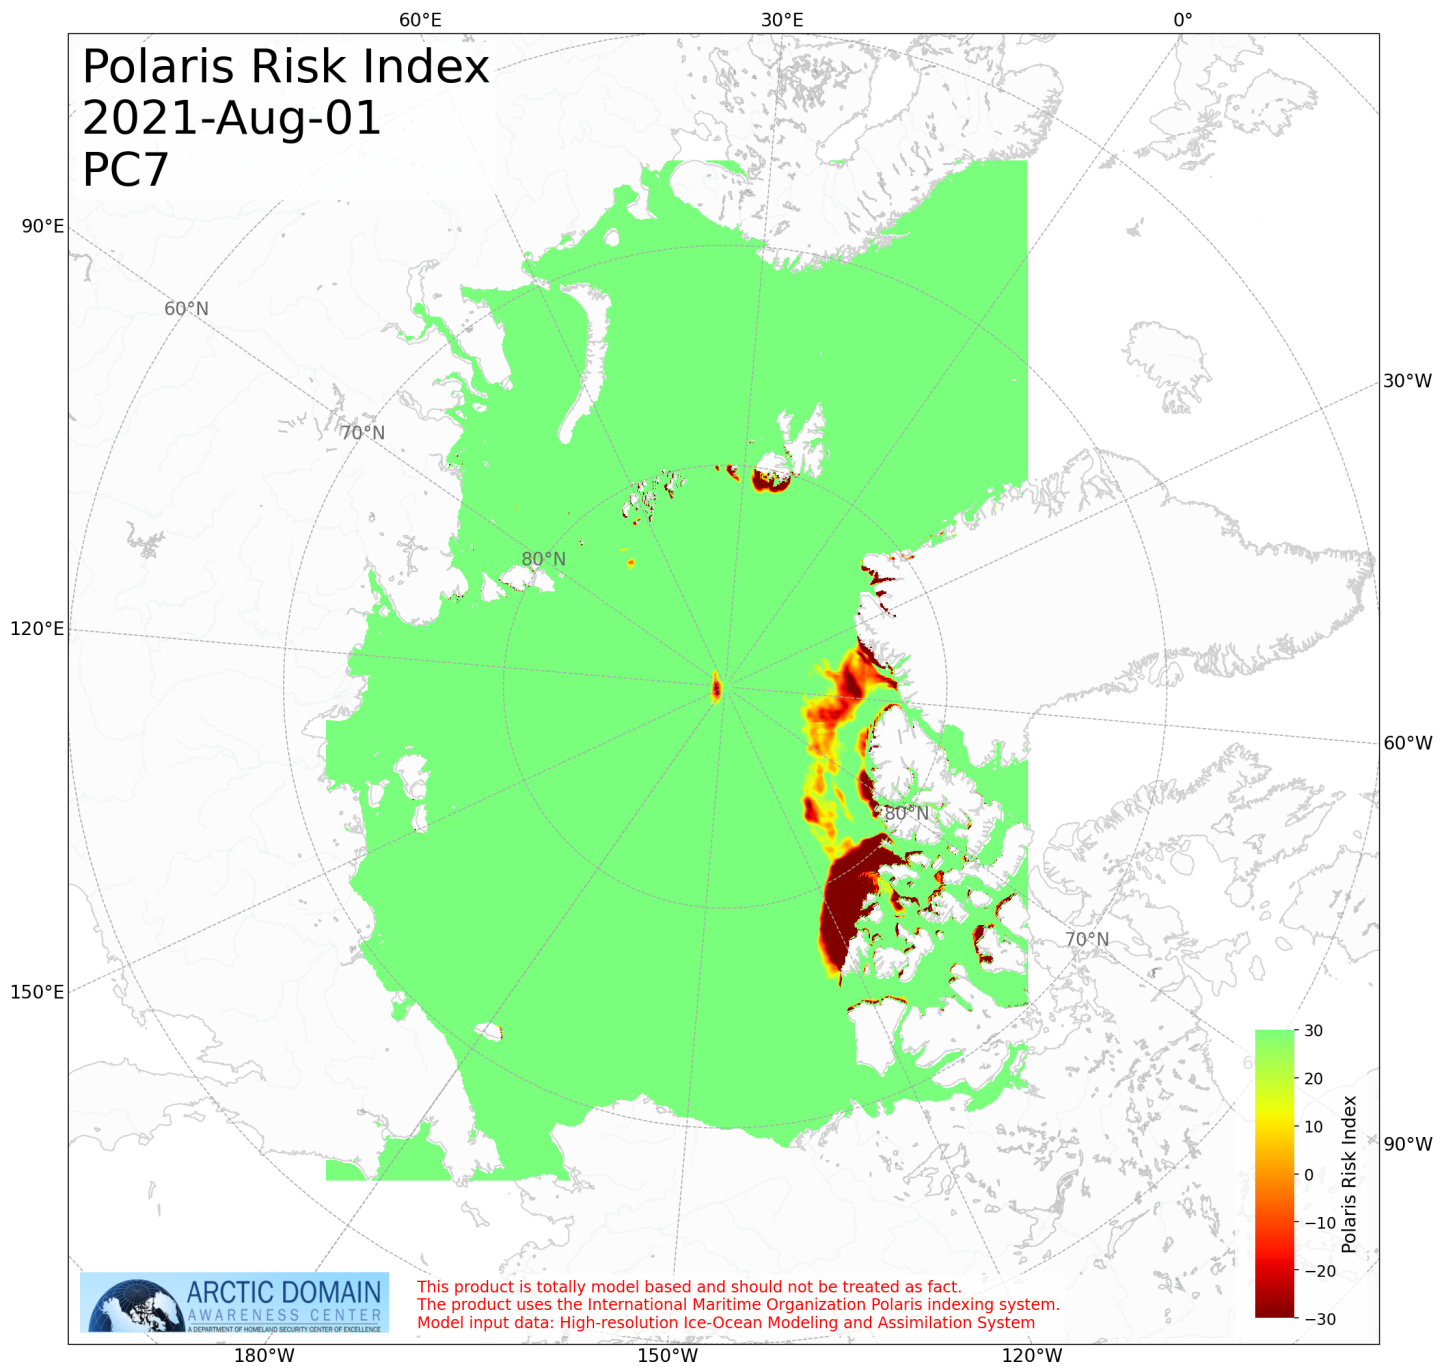 60°E
30°E
0°
Polaris Risk Index
2021-Aug-01
PC7
90°E
60°N
30°W
70°N
80°N
120°E
60°W
80°N
70°N
150°E
30
20
10
0
−10
−20
−30
Polaris Risk Index
90°W
ARCTIC DOMAIN
AWARENESS CENTER
A DEPARTMENT OF HOMELAND SECURITY CENTER OF EXCELLENCE
This product is totally model based and should not be treated as fact.
The product uses the International Maritime Organization Polaris indexing system.
Model input data: High-resolution Ice-Ocean Modeling and Assimilation System
180°W
150°W
120°W